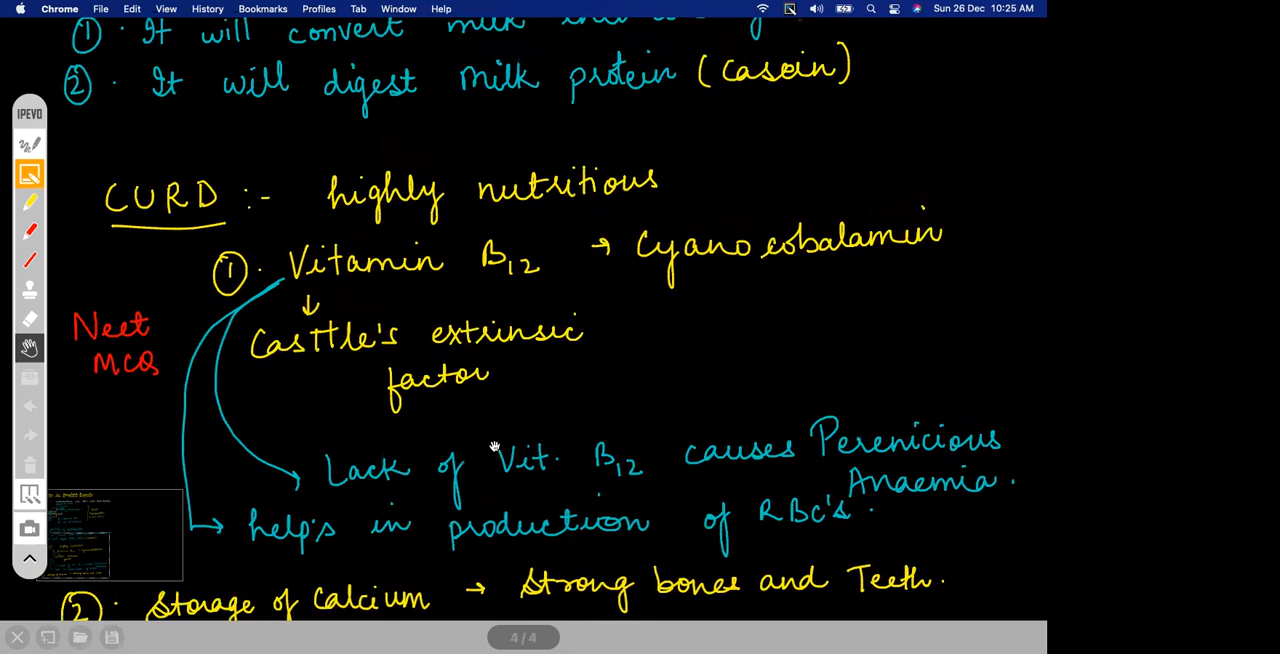 Chrome File Edit View History Bookmarks Profiles Tab Window Help Sun 26 Dec 10:25 AM
① · It will convert milk
② · It will digest Milk protein (Casein)
IPEVO
CURD :- highly nutritious
① · Vitamin B12 → Cyanocobalamin
↓
Casttle's extrinsic
factor
Neet
MCQ
Lack of Vit. B12 causes Perenicious
Anaemia.
→ help's in production of RBC's.
② · Storage of Calcium → Strong bones and Teeth.
4 / 4